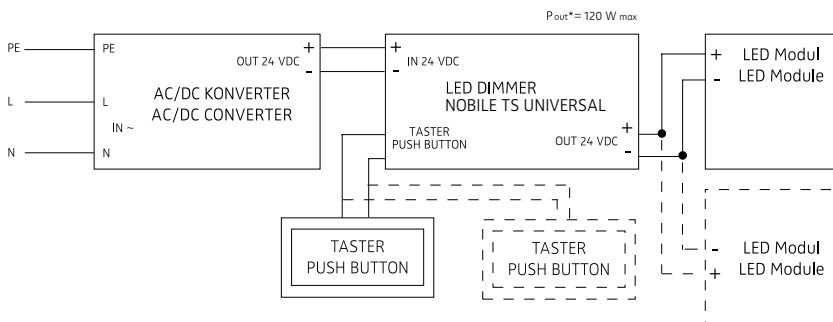 Pout*= 120 W max
PE
PE
OUT 24 VDC
+
-
+
-
IN 24 VDC
+
-
LED Modul
LED Module
L
L
AC/DC KONVERTER
AC/DC CONVERTER
LED DIMMER
NOBILE TS UNIVERSAL
IN ~
TASTER
PUSH BUTTON
OUT 24 VDC
+
-
N
N
TASTER
PUSH BUTTON
TASTER
PUSH BUTTON
-
+
LED Modul
LED Module